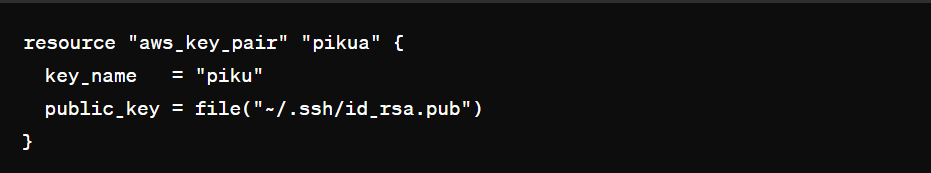 resource "aws_key_pair" "pikua" {
  key_name   = "piku"
  public_key = file("~/.ssh/id_rsa.pub")
}